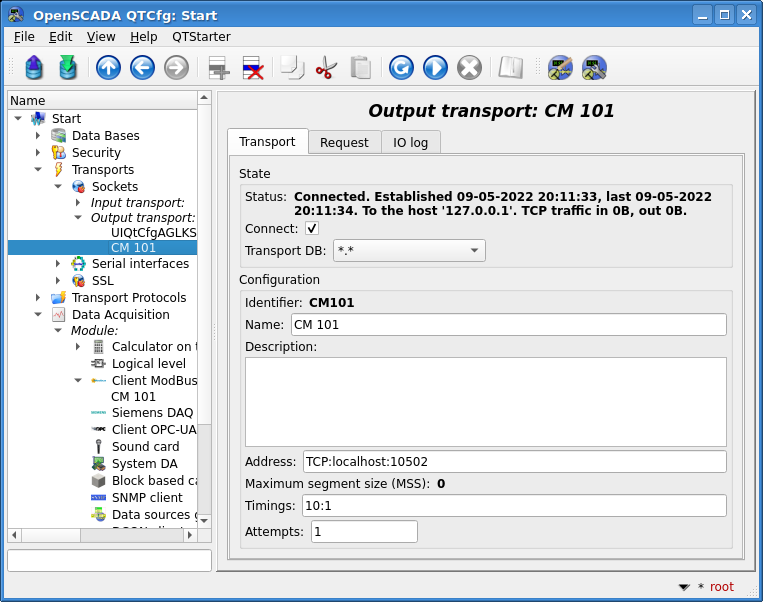 OpenSCADA QTCfg: Start
File Edit View Help QTStarter
Name
Start
Data Bases
Security
Transports
Sockets
Input transport:
Output transport:
UIQtCfgAGLKS
CM 101
Serial interfaces
SSL
Transport Protocols
Data Acquisition
Module:
Calculator on
Logical level
Client ModBus
CM 101
Siemens DAQ
Client OPC-UA
Sound card
System DA
Block based
SNMP client
Data sources
Output transport: CM 101
Transport Request IO log
State
Status: Connected. Established 09-05-2022 20:11:33, last 09-05-2022
20:11:34. To the host '127.0.0.1'. TCP traffic in 0B, out 0B.
Connect:
Transport DB: *.*
Configuration
Identifier: CM101
Name: CM 101
Description:
Address: TCP:localhost:10502
Maximum segment size (MSS): 0
Timings: 10:1
Attempts: 1
* root